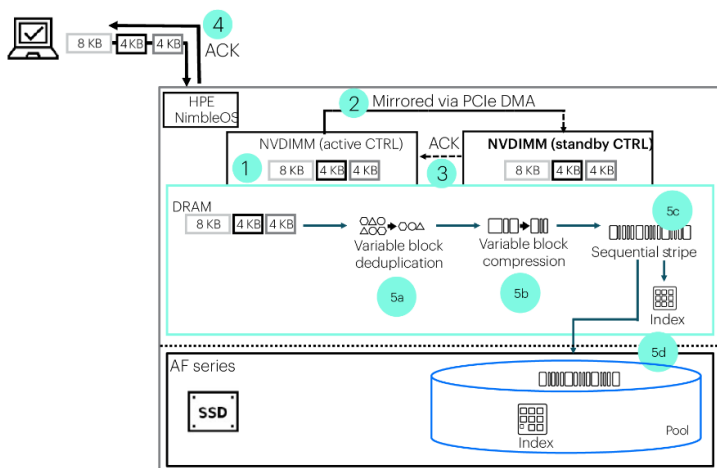 4
8 KB 4 KB 4 KB
ACK
HPE
NimbleOS
2 Mirrored via PCIe DMA
NVDIMM (active CTRL)
ACK
NVDIMM (standby CTRL)
1
8 KB 4 KB 4 KB
3
8 KB 4 KB 4 KB
DRAM
8 KB 4 KB 4 KB
5c
Variable block
deduplication
Variable block
compression
Sequential stripe
5a
5b
Index
5d
AF series
SSD
Index
Pool